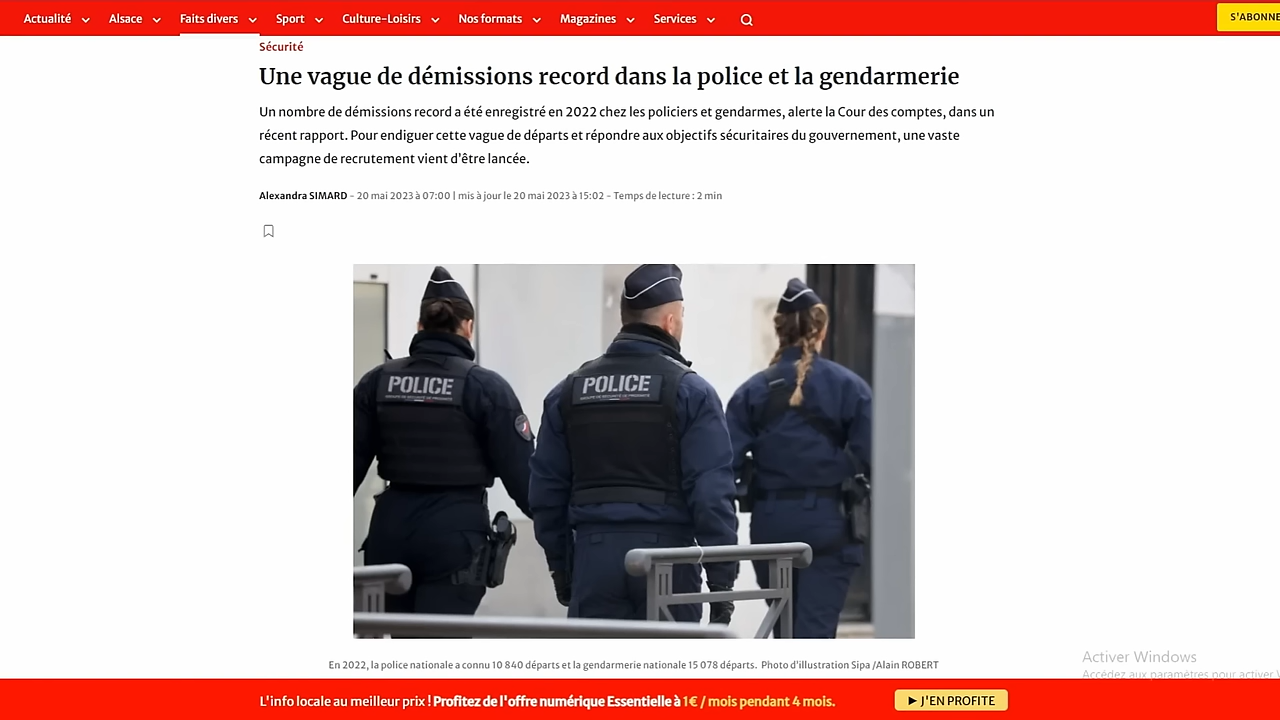 Actualité Alsace Faits divers Sport Culture-Loisirs Nos formats Magazines Services
S'ABONNE
Sécurité
Une vague de démissions record dans la police et la gendarmerie
Un nombre de démissions record a été enregistré en 2022 chez les policiers et gendarmes, alerte la Cour des comptes, dans un
récent rapport. Pour endiguer cette vague de départs et répondre aux objectifs sécuritaires du gouvernement, une vaste
campagne de recrutement vient d'être lancée.
Alexandra SIMARD - 20 mai 2023 à 07:00 | mis à jour le 20 mai 2023 à 15:02 - Temps de lecture : 2 min
POLICE
POLICE
En 2022, la police nationale a connu 10 840 départs et la gendarmerie nationale 15 078 départs. Photo d'illustration Sipa /Alain ROBERT
Activer Windows
Accédez aux paramètres pour activer
L'info locale au meilleur prix ! Profitez de l'offre numérique Essentielle à 1€ / mois pendant 4 mois.
J'EN PROFITE